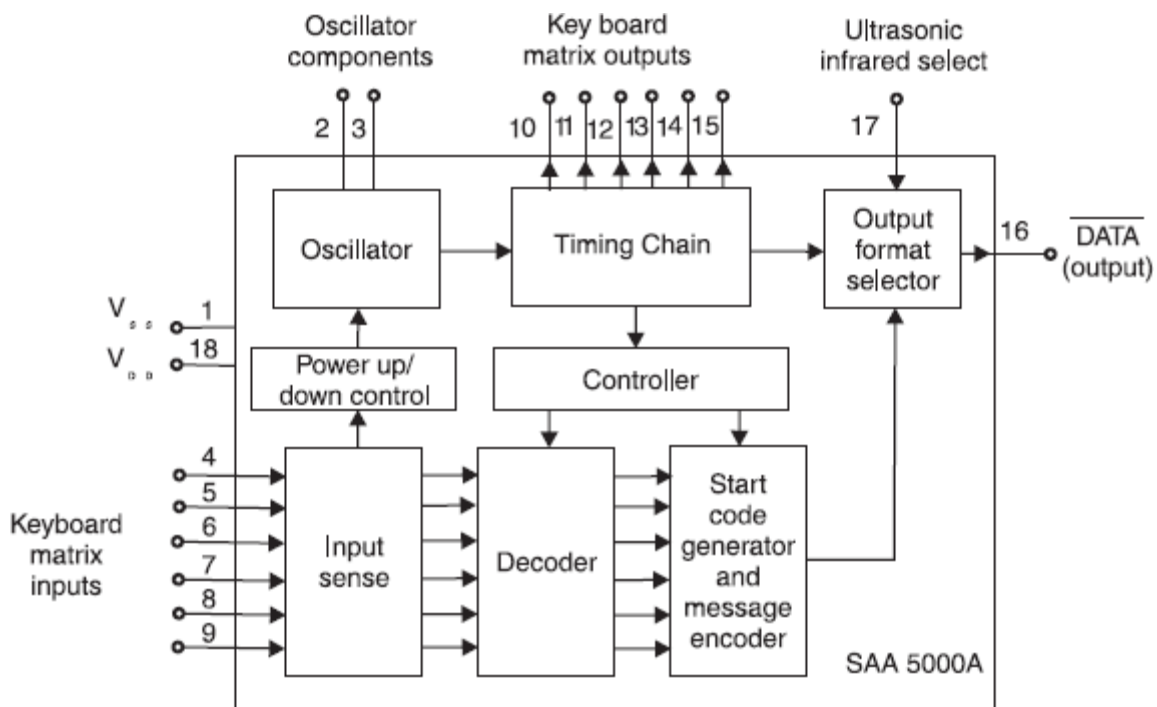 Oscillator
components
Key board
matrix outputs
Ultrasonic
infrared select
2 3
10 11 12 13 14 15
17
Oscillator
Timing Chain
Output
format
selector
16
DATA
(output)
V
1
V
18
Power up/
down control
Controller
Keyboard
matrix
inputs
4
5
6
7
8
9
Input
sense
Decoder
Start
code
generator
and
message
encoder
SAA 5000A